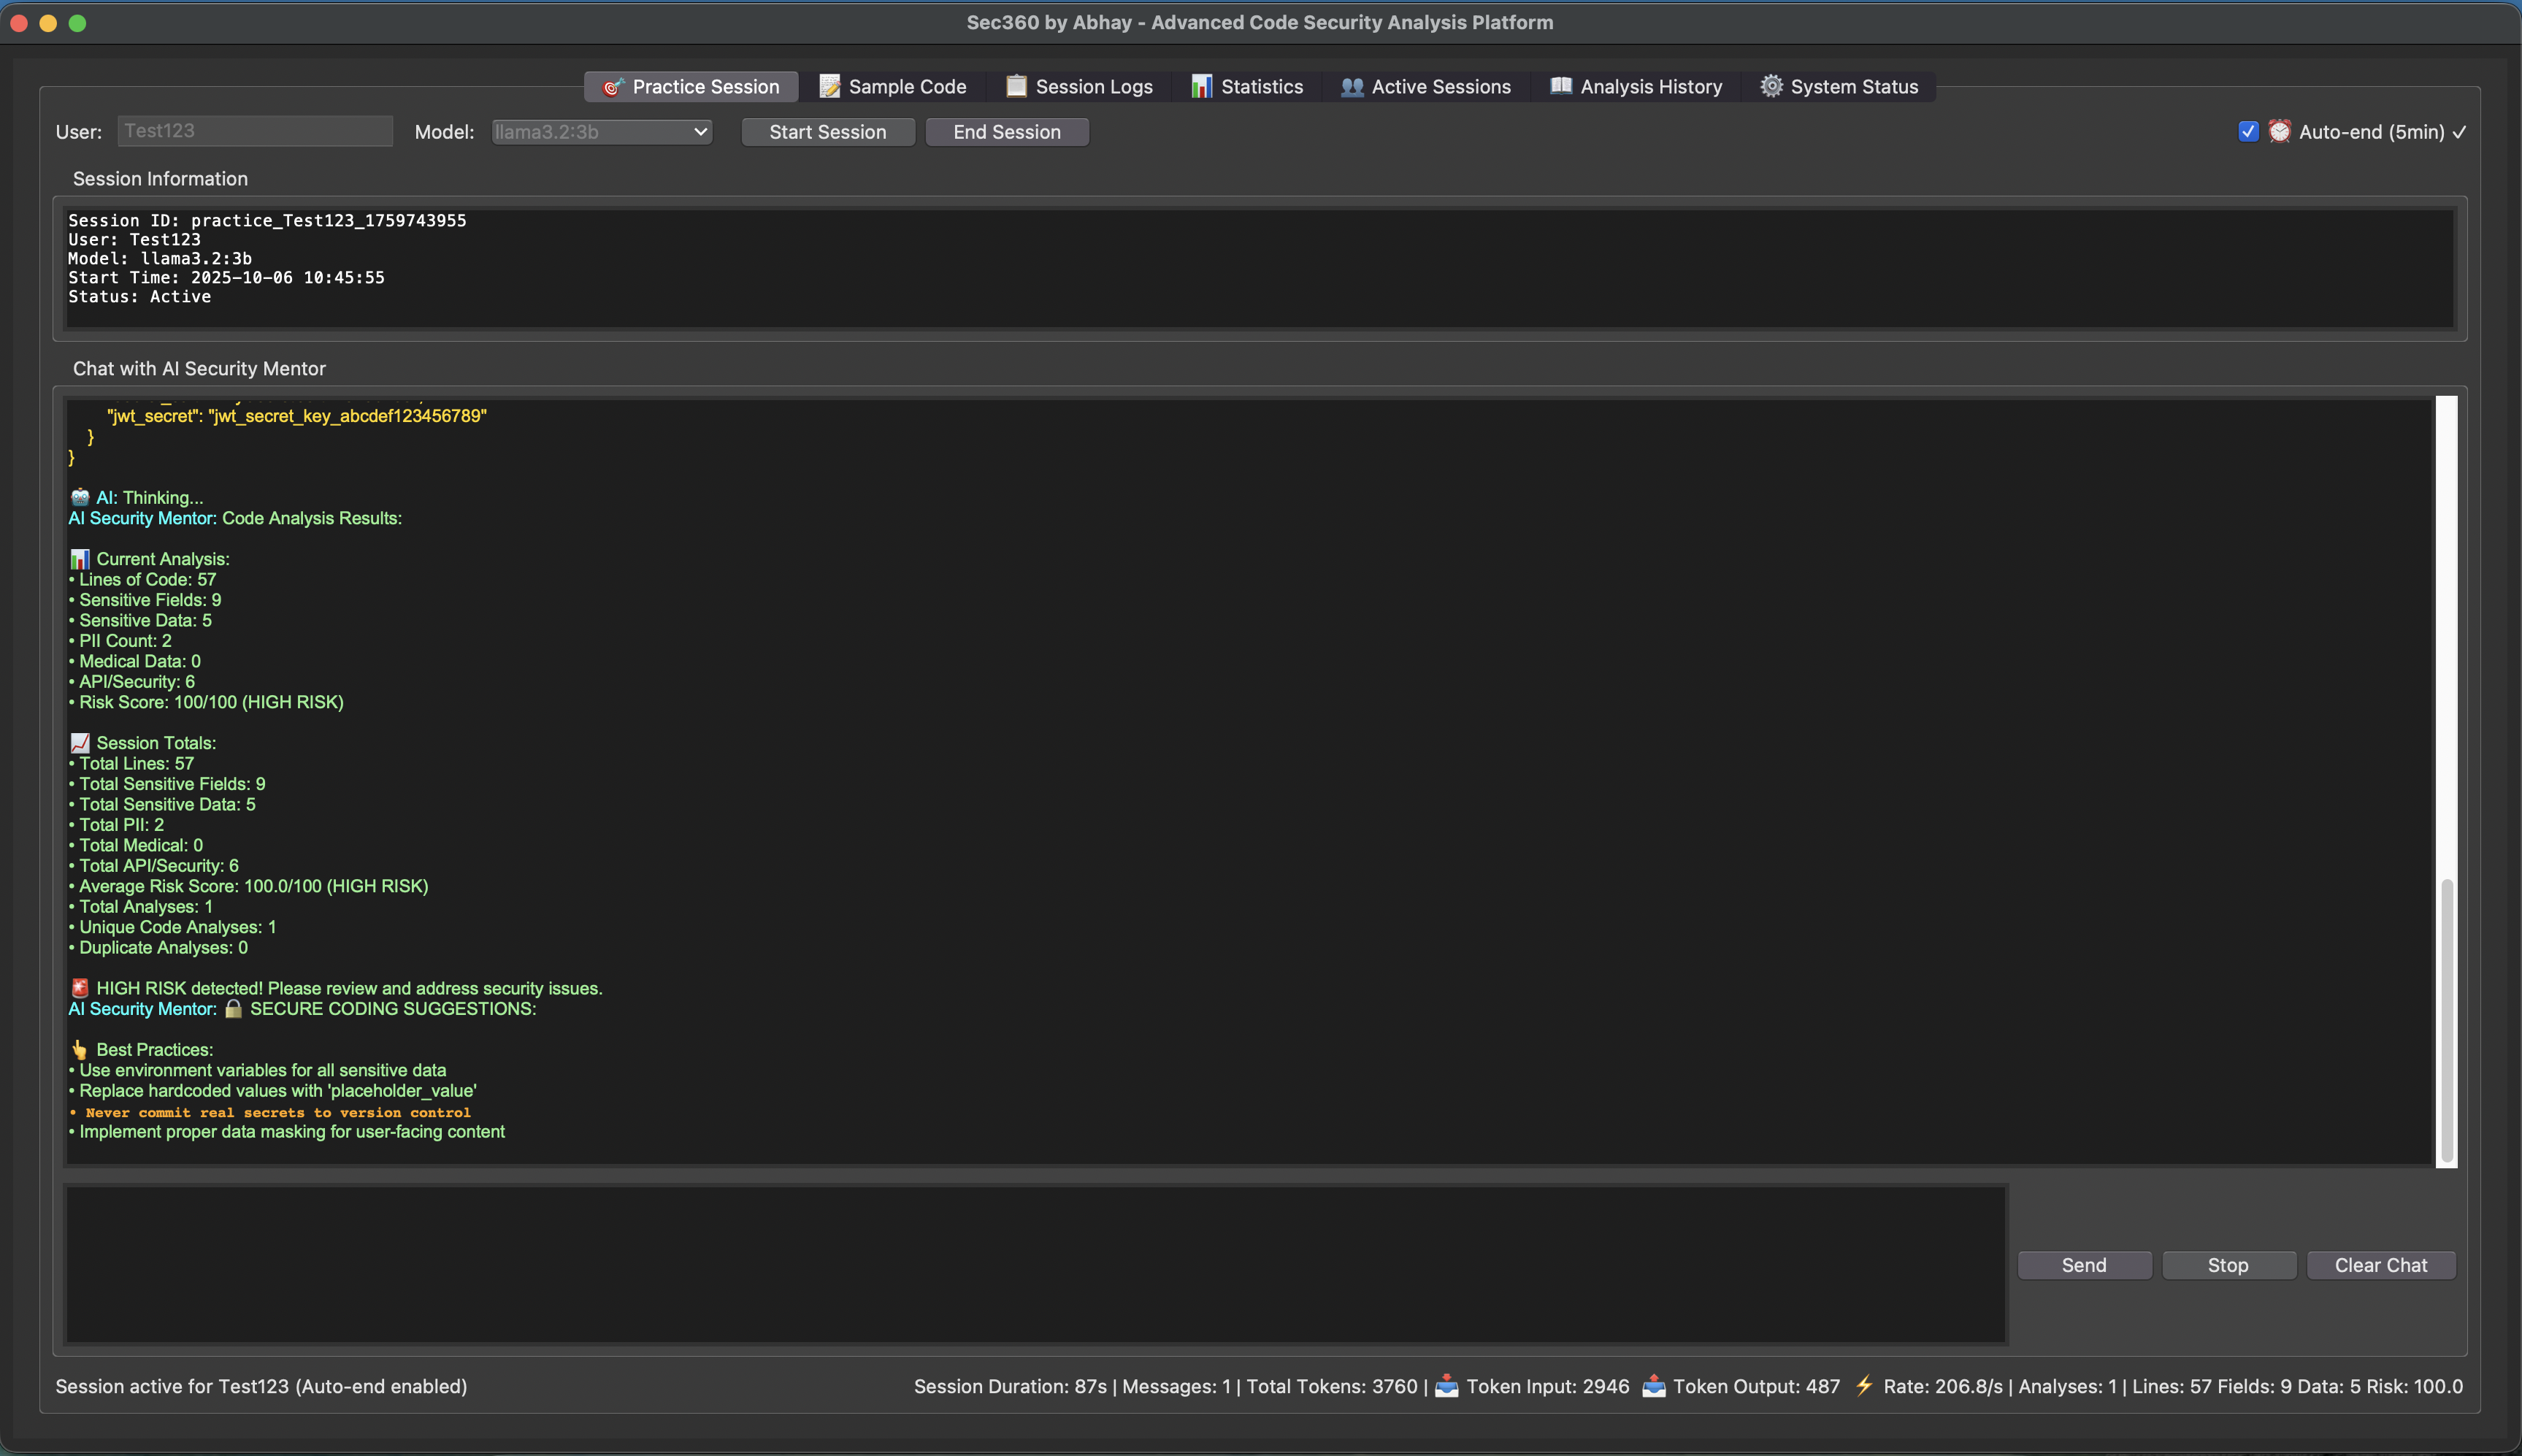 Sec360 by Abhay - Advanced Code Security Analysis Platform
Practice Session Sample Code Session Logs Statistics Active Sessions Analysis History System Status
User: Test123 Model: llama3.2:3b Start Session End Session Auto-end (5min) ✓
Session Information
Session ID: practice_Test123_1759743955
User: Test123
Model: llama3.2:3b
Start Time: 2025-10-06 10:45:55
Status: Active
Chat with AI Security Mentor
"jwt_secret": "jwt_secret_key_abcdef123456789"
}
}
AI: Thinking...
AI Security Mentor: Code Analysis Results:
Current Analysis:
• Lines of Code: 57
• Sensitive Fields: 9
• Sensitive Data: 5
• PII Count: 2
• Medical Data: 0
• API/Security: 6
• Risk Score: 100/100 (HIGH RISK)
Session Totals:
• Total Lines: 57
• Total Sensitive Fields: 9
• Total Sensitive Data: 5
• Total PII: 2
• Total Medical: 0
• Total API/Security: 6
• Average Risk Score: 100.0/100 (HIGH RISK)
• Total Analyses: 1
• Unique Code Analyses: 1
• Duplicate Analyses: 0
HIGH RISK detected! Please review and address security issues.
AI Security Mentor: SECURE CODING SUGGESTIONS:
Best Practices:
• Use environment variables for all sensitive data
• Replace hardcoded values with 'placeholder_value'
• Never commit real secrets to version control
• Implement proper data masking for user-facing content
Send Stop Clear Chat
Session active for Test123 (Auto-end enabled) Session Duration: 87s | Messages: 1 | Total Tokens: 3760 | Token Input: 2946 Token Output: 487 Rate: 206.8/s | Analyses: 1 | Lines: 57 Fields: 9 Data: 5 Risk: 100.0